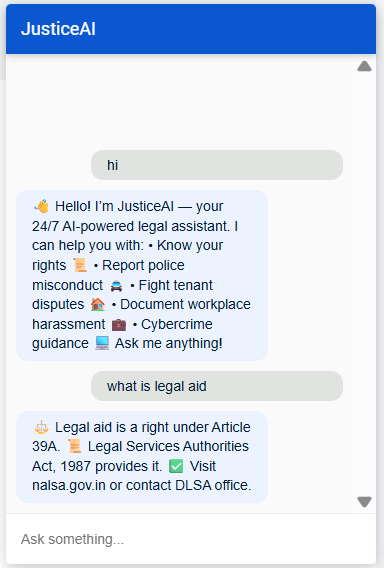 JusticeAI
hi
👋 Hello! I'm JusticeAI — your
24/7 AI-powered legal assistant. I
can help you with: • Know your
rights 📜 • Report police
misconduct 🚔 • Fight tenant
disputes 🏠 • Document workplace
harassment 💼 • Cybercrime
guidance 💻 Ask me anything!
what is legal aid
⚖️ Legal aid is a right under Article
39A. 📜 Legal Services Authorities
Act, 1987 provides it. ✅ Visit
nalsa.gov.in or contact DLSA office.
Ask something...